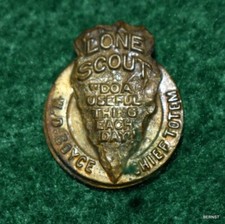 LONE
SCOUT
"DO A
USEFUL
THING
EACH
DAY"
W.D. BOYCE
CHIEF TOTEM